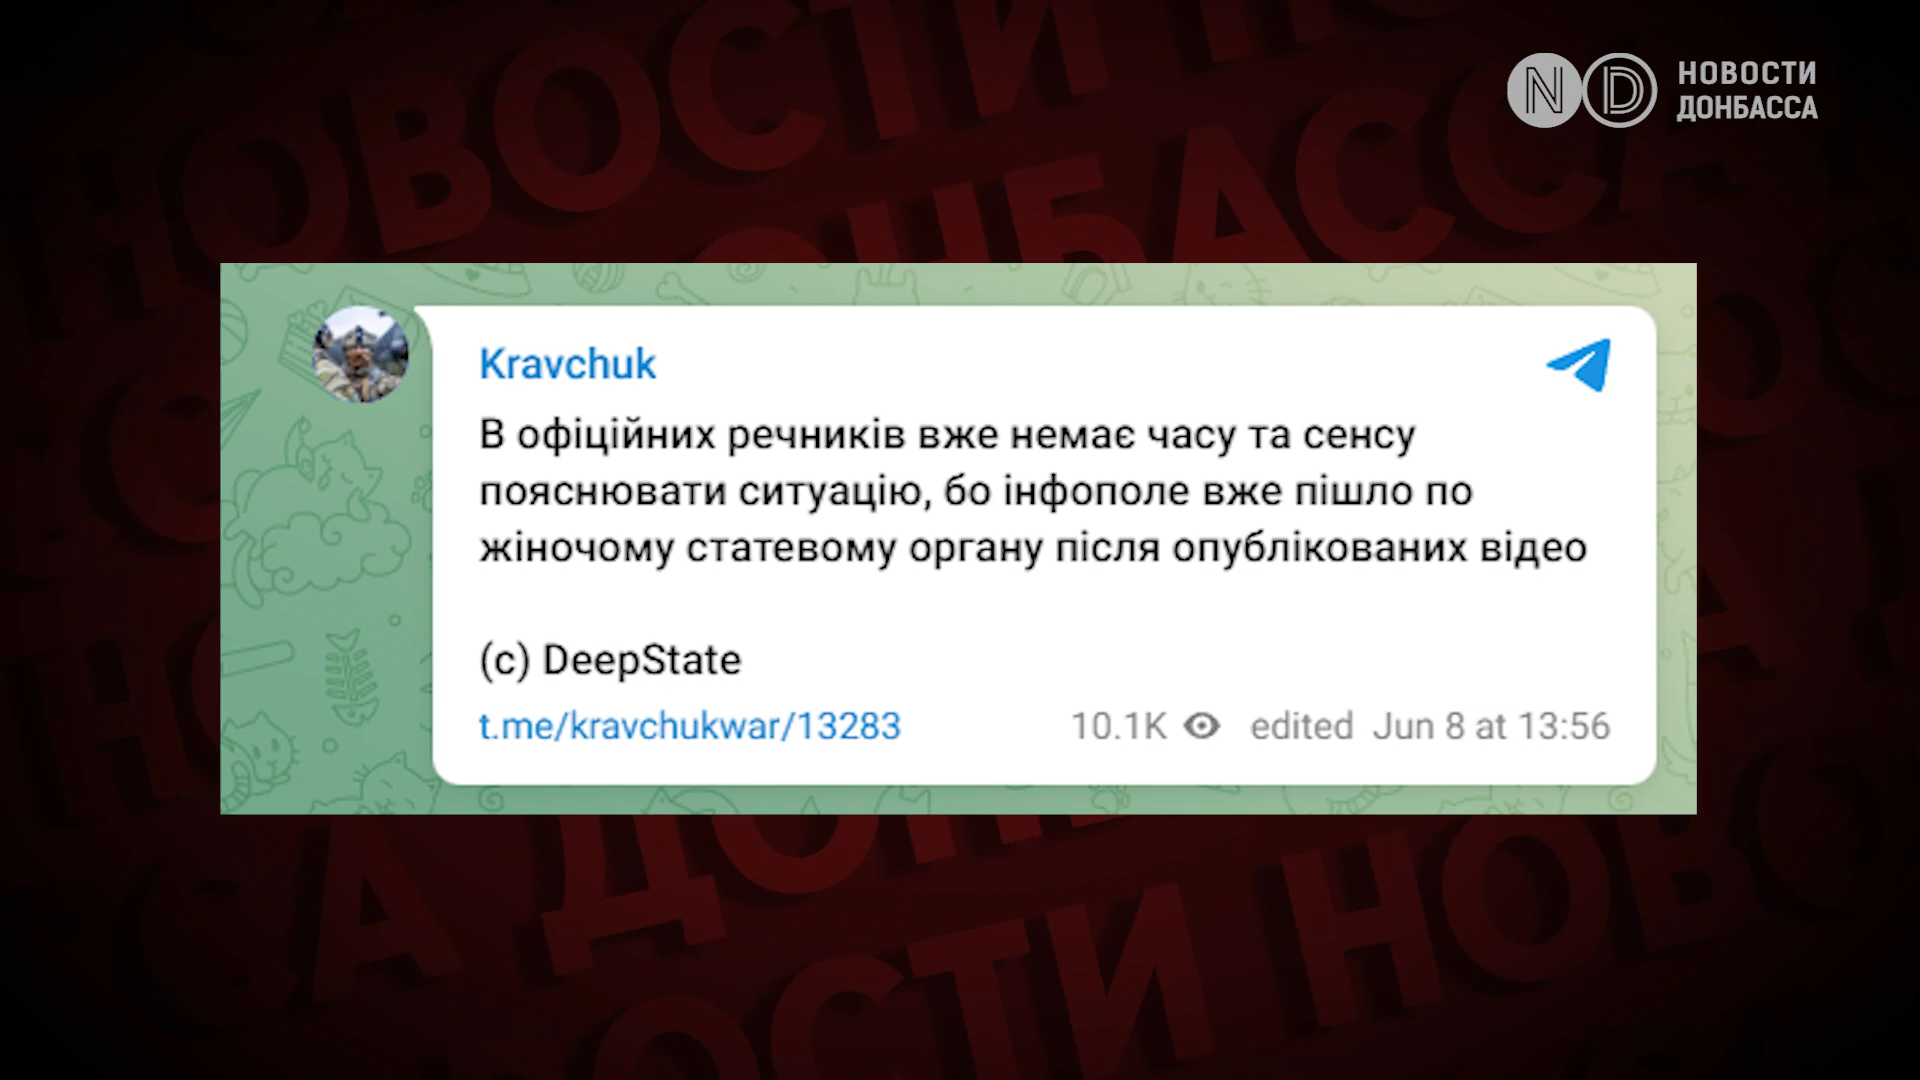 ND НОВОСТИ
ДОНБАССА
Kravchuk
В офіційних речників вже немає часу та сенсу
пояснювати ситуацію, бо інфополе вже пішло по
жіночому статевому органу після опублікованих відео
(c) DeepState
t.me/kravchukwar/13283 10.1K edited Jun 8 at 13:56